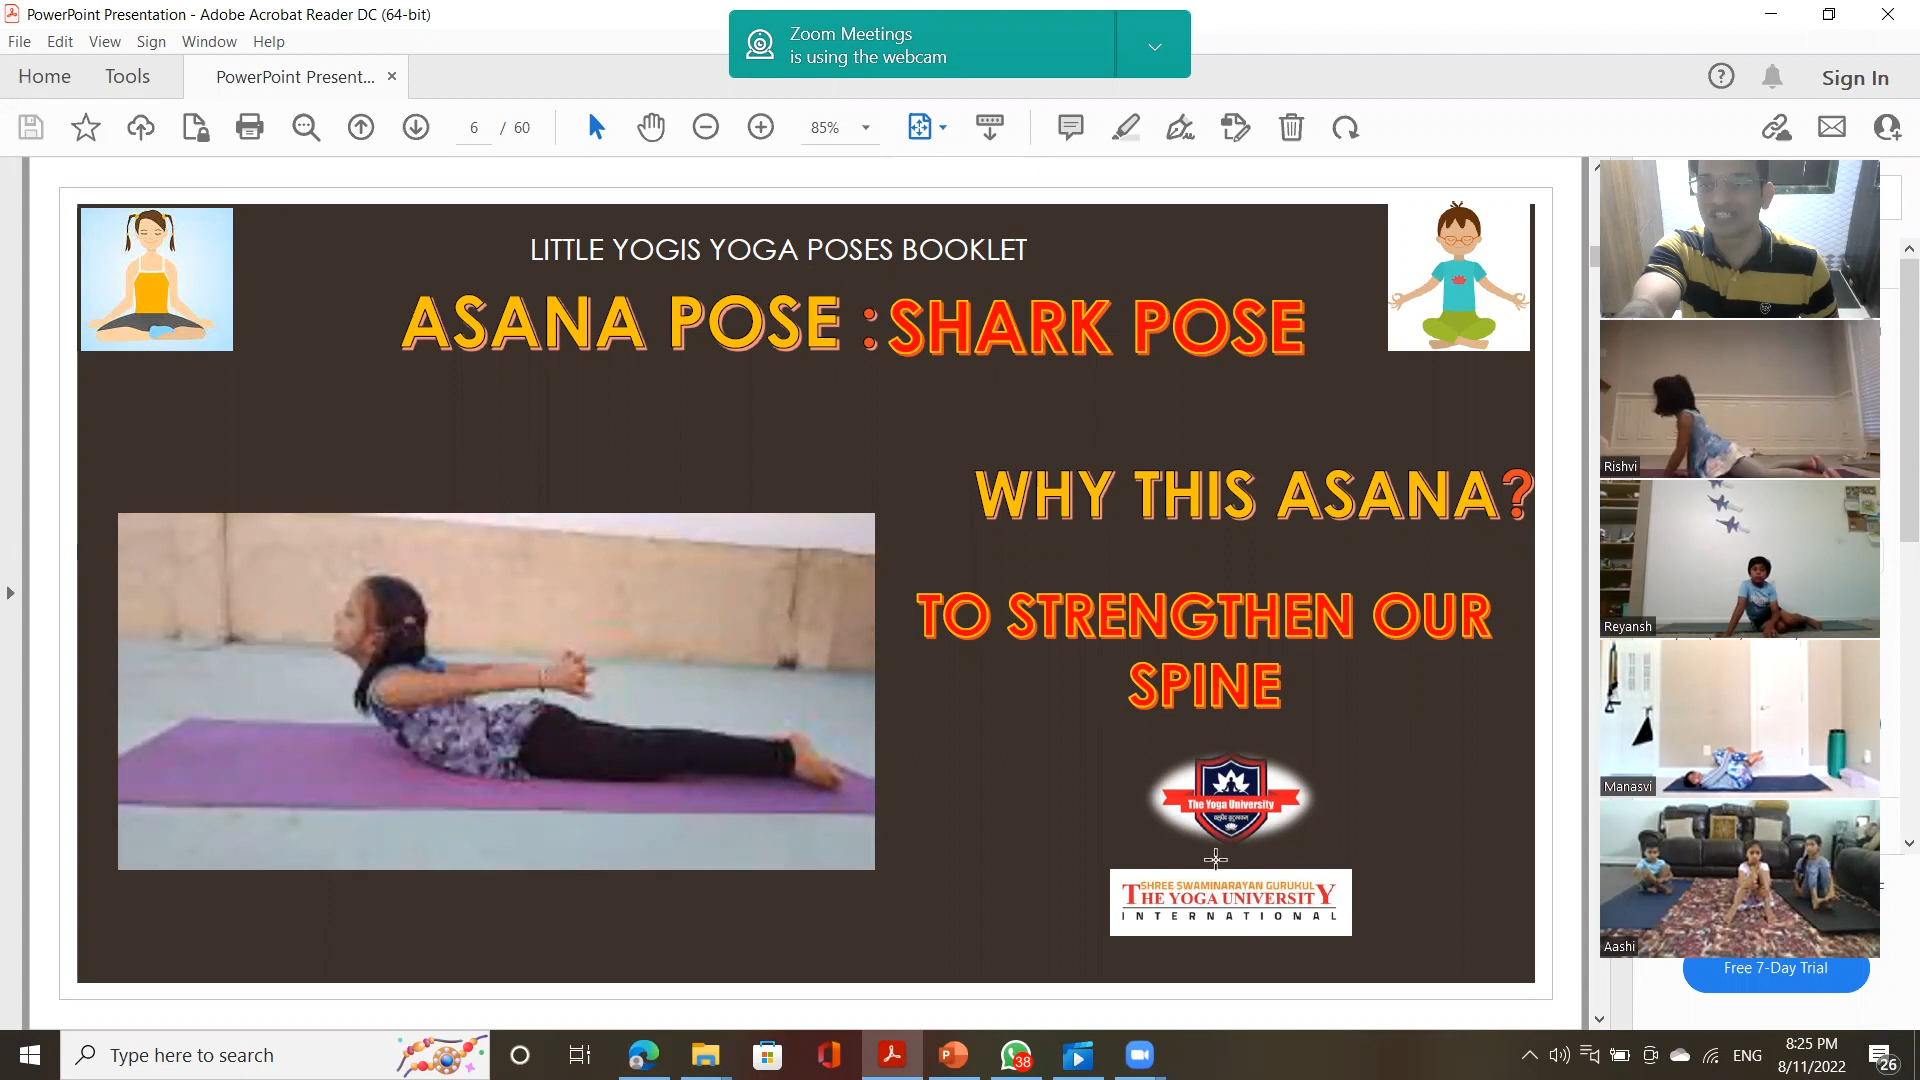 PowerPoint Presentation - Adobe Acrobat Reader DC (64-bit)
File Edit View Sign Window Help
Zoom Meetings
is using the webcam
Home Tools PowerPoint Present... ×
Sign In
6 / 60
85%
LITTLE YOGIS YOGA POSES BOOKLET
ASANA POSE : SHARK POSE
WHY THIS ASANA?
TO STRENGTHEN OUR
SPINE
The Yoga University
SHREE SWAMINARAYAN GURUKUL
THE YOGA UNIVERSITY
INTERNATIONAL
Rishvi
Reyansh
Manasvi
Aashi
Free 7-Day Trial
Type here to search
38
ENG
8:25 PM
8/11/2022
26